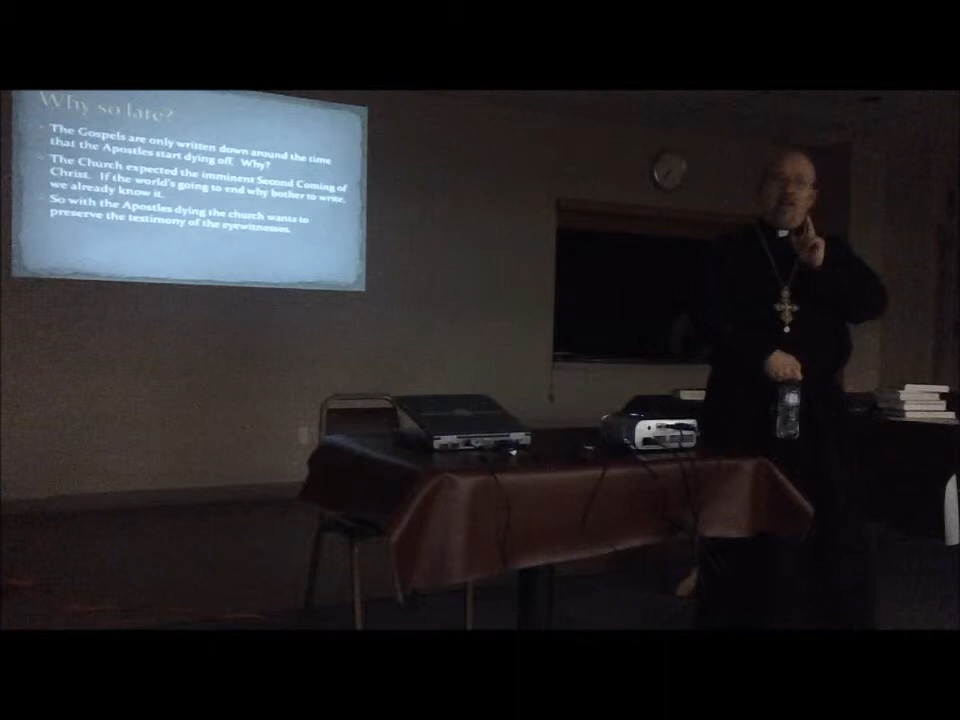 Why so late?
The Gospels are only written down around the time
that the Apostles start dying off. Why?
The Church expected the imminent Second Coming of
Christ. If the world's going to end why bother to write,
we already know it.
So with the Apostles dying the church wants to
preserve the testimony of the eyewitnesses.